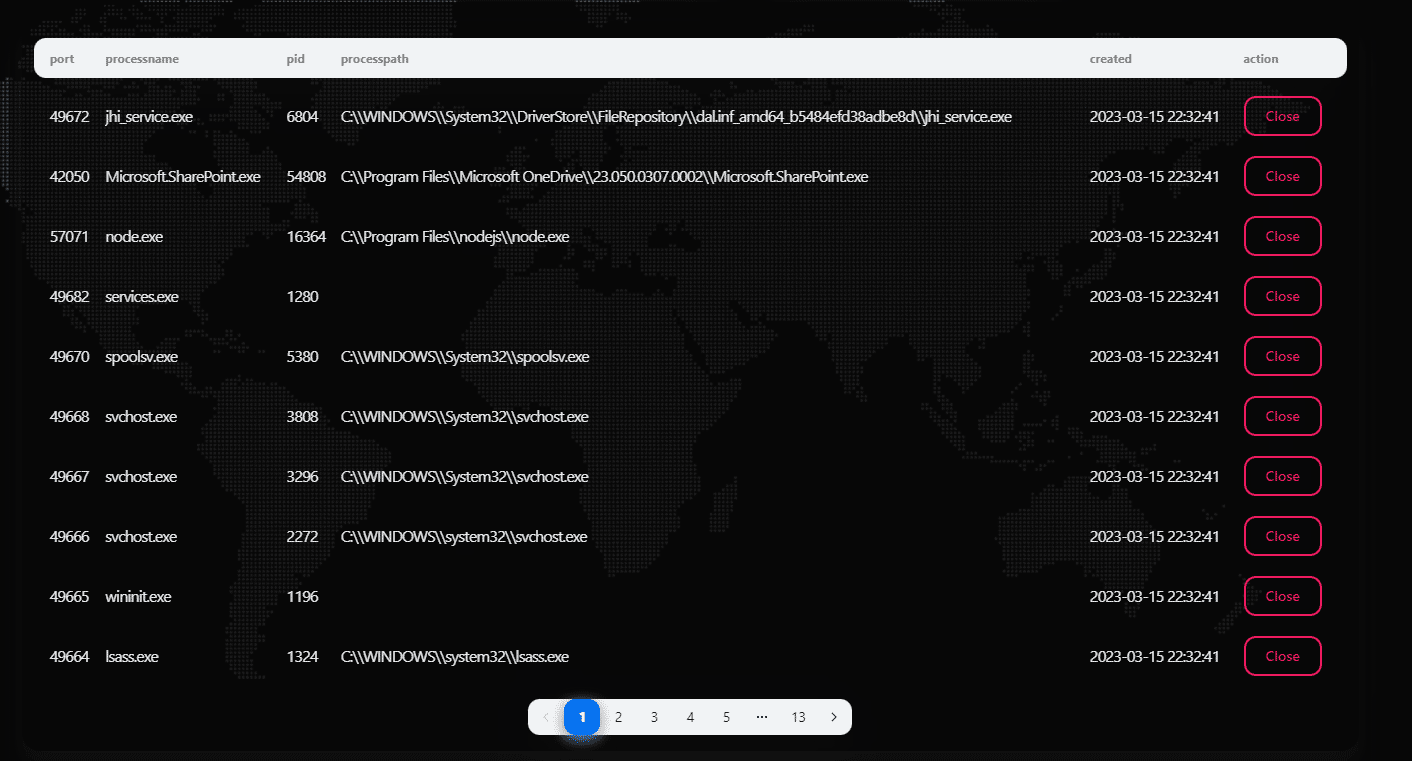 port processname pid processpath created action
49672 jhi_service.exe 6804 C:\\WINDOWS\\System32\\DriverStore\\FileRepository\\dal.inf_amd64_b5484efd38adbe8d\\jhi_service.exe 2023-03-15 22:32:41 Close
42050 Microsoft.SharePoint.exe 54808 C:\\Program Files\\Microsoft OneDrive\\23.050.0307.0002\\Microsoft.SharePoint.exe 2023-03-15 22:32:41 Close
57071 node.exe 16364 C:\\Program Files\\nodejs\\node.exe 2023-03-15 22:32:41 Close
49682 services.exe 1280 2023-03-15 22:32:41 Close
49670 spoolsv.exe 5380 C:\\WINDOWS\\System32\\spoolsv.exe 2023-03-15 22:32:41 Close
49668 svchost.exe 3808 C:\\WINDOWS\\System32\\svchost.exe 2023-03-15 22:32:41 Close
49667 svchost.exe 3296 C:\\WINDOWS\\System32\\svchost.exe 2023-03-15 22:32:41 Close
49666 svchost.exe 2272 C:\\WINDOWS\\system32\\svchost.exe 2023-03-15 22:32:41 Close
49665 wininit.exe 1196 2023-03-15 22:32:41 Close
49664 lsass.exe 1324 C:\\WINDOWS\\system32\\lsass.exe 2023-03-15 22:32:41 Close
‹ 1 2 3 4 5 ··· 13 ›